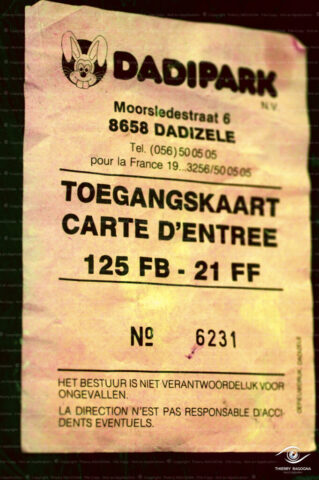 DADIPARK
N.V.
Moorsledestraat 6
8658 DADIZELE
Tel. (056) 50 05 05
pour la France 19...3256/50 05 05
TOEGANGSKAART
CARTE D'ENTREE
125 FB - 21 FF
No 6231
HET BESTUUR IS NIET VERANTWOORDELIJK VOOR
ONGEVALLEN.
LA DIRECTION N'EST PAS RESPONSABLE D'ACCI-
DENTS EVENTUELS.
THIERRY RAGOGNA